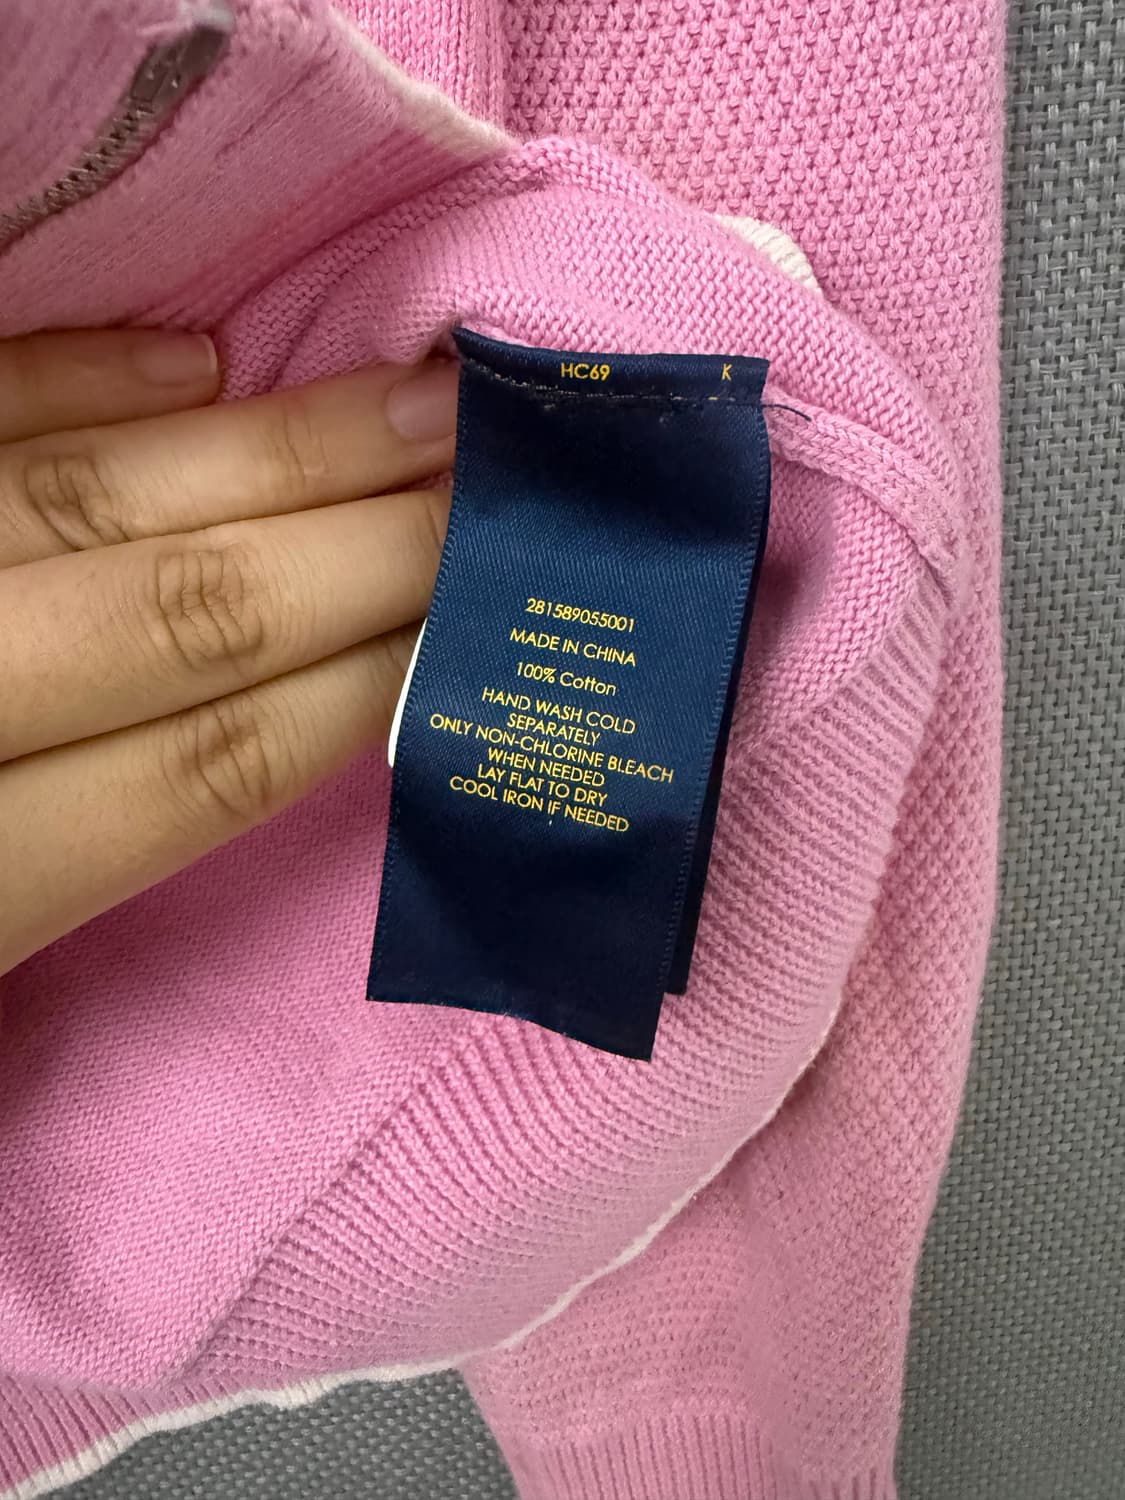 HC69 K
281589055001
MADE IN CHINA
100% Cotton
HAND WASH COLD
SEPARATELY
ONLY NON-CHLORINE BLEACH
WHEN NEEDED
LAY FLAT TO DRY
COOL IRON IF NEEDED